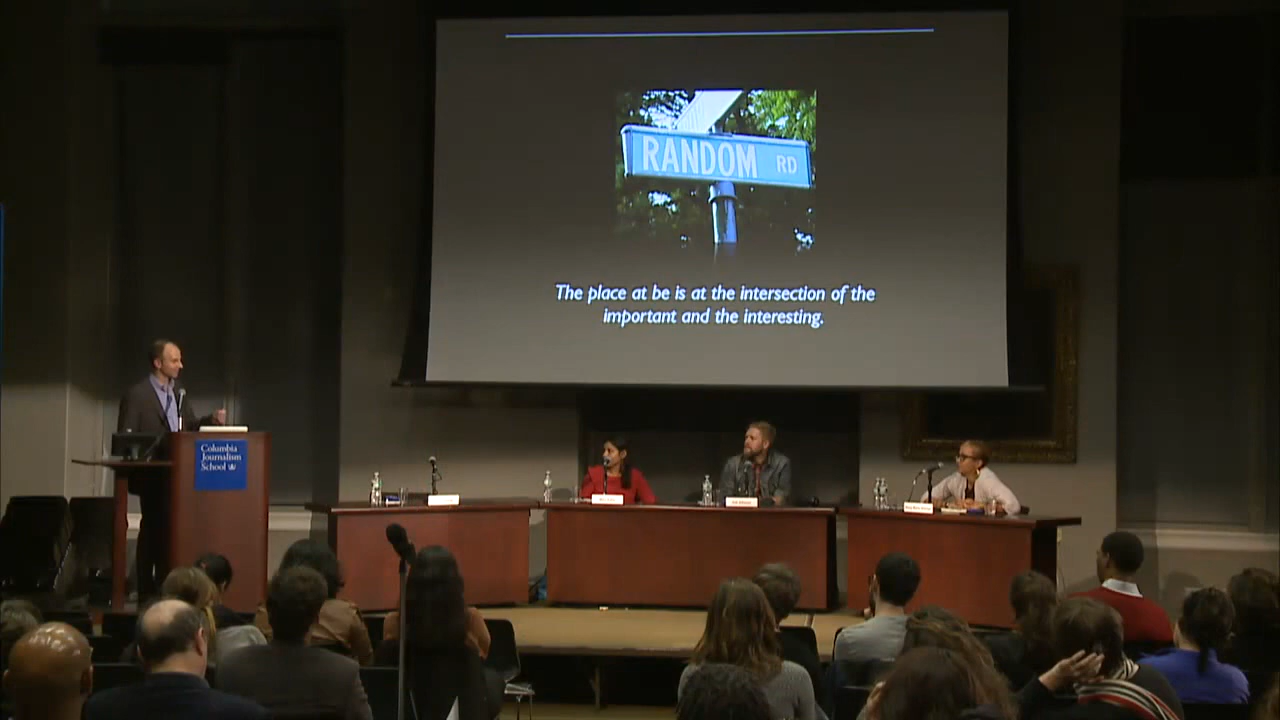 RANDOM RD
The place at be is at the intersection of the
important and the interesting.
Columbia
Journalism
School